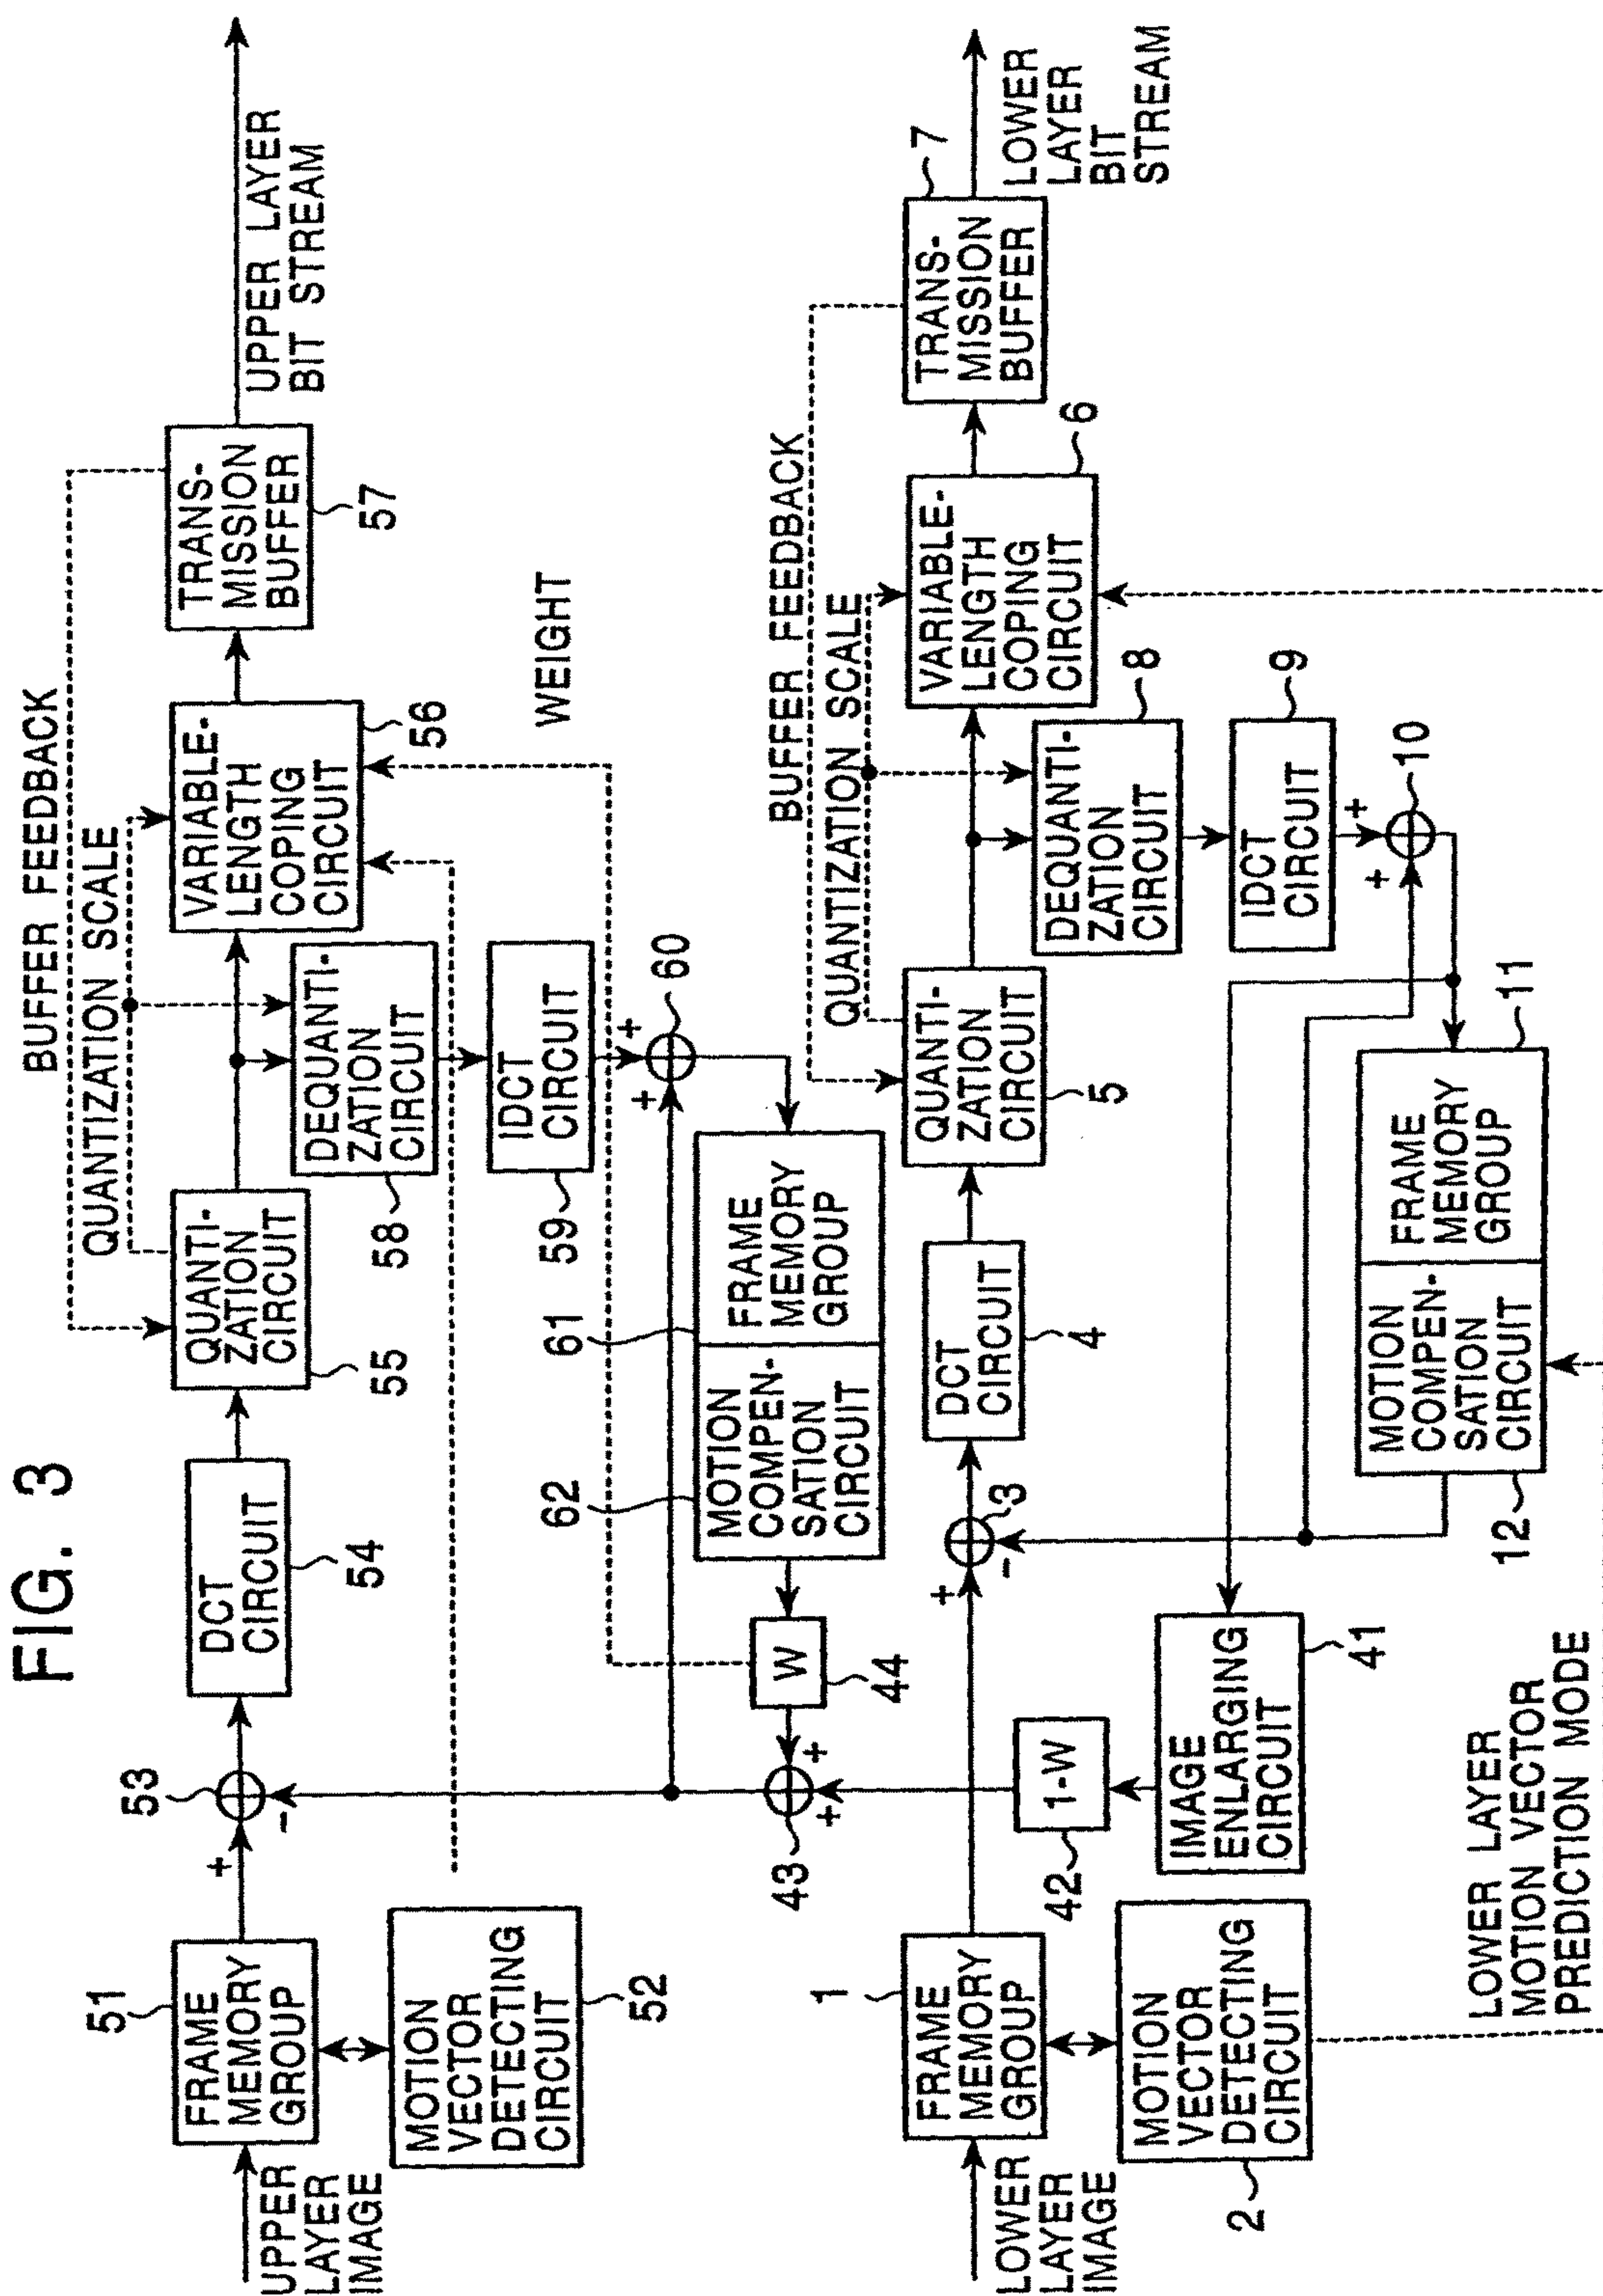 FIG. 3
BUFFER FEEDBACK
QUANTIZATION SCALE
UPPER
LAYER
IMAGE
51
FRAME
MEMORY
GROUP
MOTION
VECTOR
DETECTING
CIRCUIT
52
53
+
-
DCT
CIRCUIT
54
QUANTI-
ZATION
CIRCUIT
55
VARIABLE-
LENGTH
COPING
CIRCUIT
56
TRANS-
MISSION
BUFFER
57
UPPER LAYER
BIT STREAM
DEQUANTI-
ZATION
CIRCUIT
58
IDCT
CIRCUIT
59
+
+
60
WEIGHT
61
FRAME
MEMORY
GROUP
62
MOTION
COMPEN-
SATION
CIRCUIT
W
44
43
+
+
1-W
42
IMAGE
ENLARGING
CIRCUIT
41
BUFFER FEEDBACK
QUANTIZATION SCALE
LOWER
LAYER
IMAGE
1
FRAME
MEMORY
GROUP
MOTION
VECTOR
DETECTING
CIRCUIT
2
+
-
3
DCT
CIRCUIT
4
QUANTI-
ZATION
CIRCUIT
5
VARIABLE-
LENGTH
COPING
CIRCUIT
6
TRANS-
MISSION
BUFFER
7
LOWER
LAYER
BIT
STREAM
DEQUANTI-
ZATION
CIRCUIT
8
IDCT
CIRCUIT
9
+
+
10
FRAME
MEMORY
GROUP
11
MOTION
COMPEN-
SATION
CIRCUIT
12
LOWER LAYER
MOTION VECTOR
PREDICTION MODE